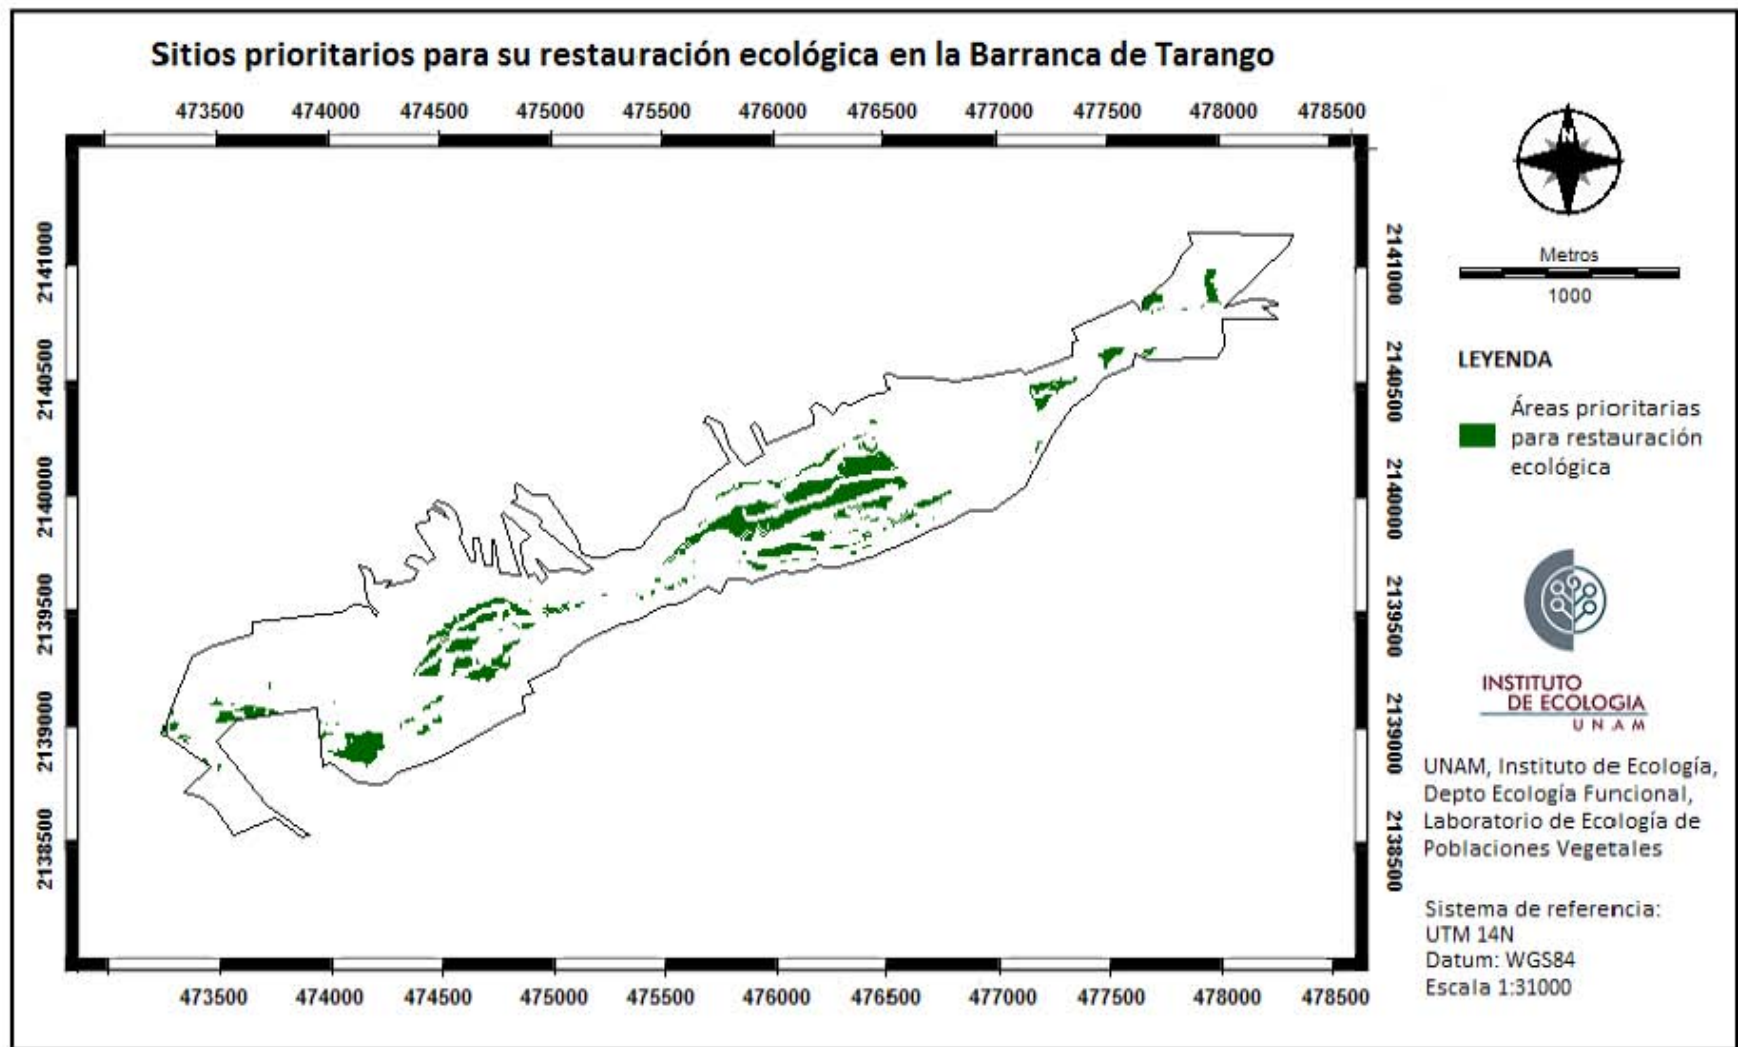 Sitios prioritarios para su restauración ecológica en la Barranca de Tarango
473500 474000 474500 475000 475500 476000 476500 477000 477500 478000 478500
2141000
2140500
2140000
2139500
2139000
2138500
2141000
2140500
2140000
2139500
2139000
2138500
473500 474000 474500 475000 475500 476000 476500 477000 477500 478000 478500
N
Metros
1000
LEYENDA
Áreas prioritarias
para restauración
ecológica
INSTITUTO
DE ECOLOGIA
UNAM
UNAM, Instituto de Ecología,
Depto Ecología Funcional,
Laboratorio de Ecología de
Poblaciones Vegetales
Sistema de referencia:
UTM 14N
Datum: WGS84
Escala 1:31000